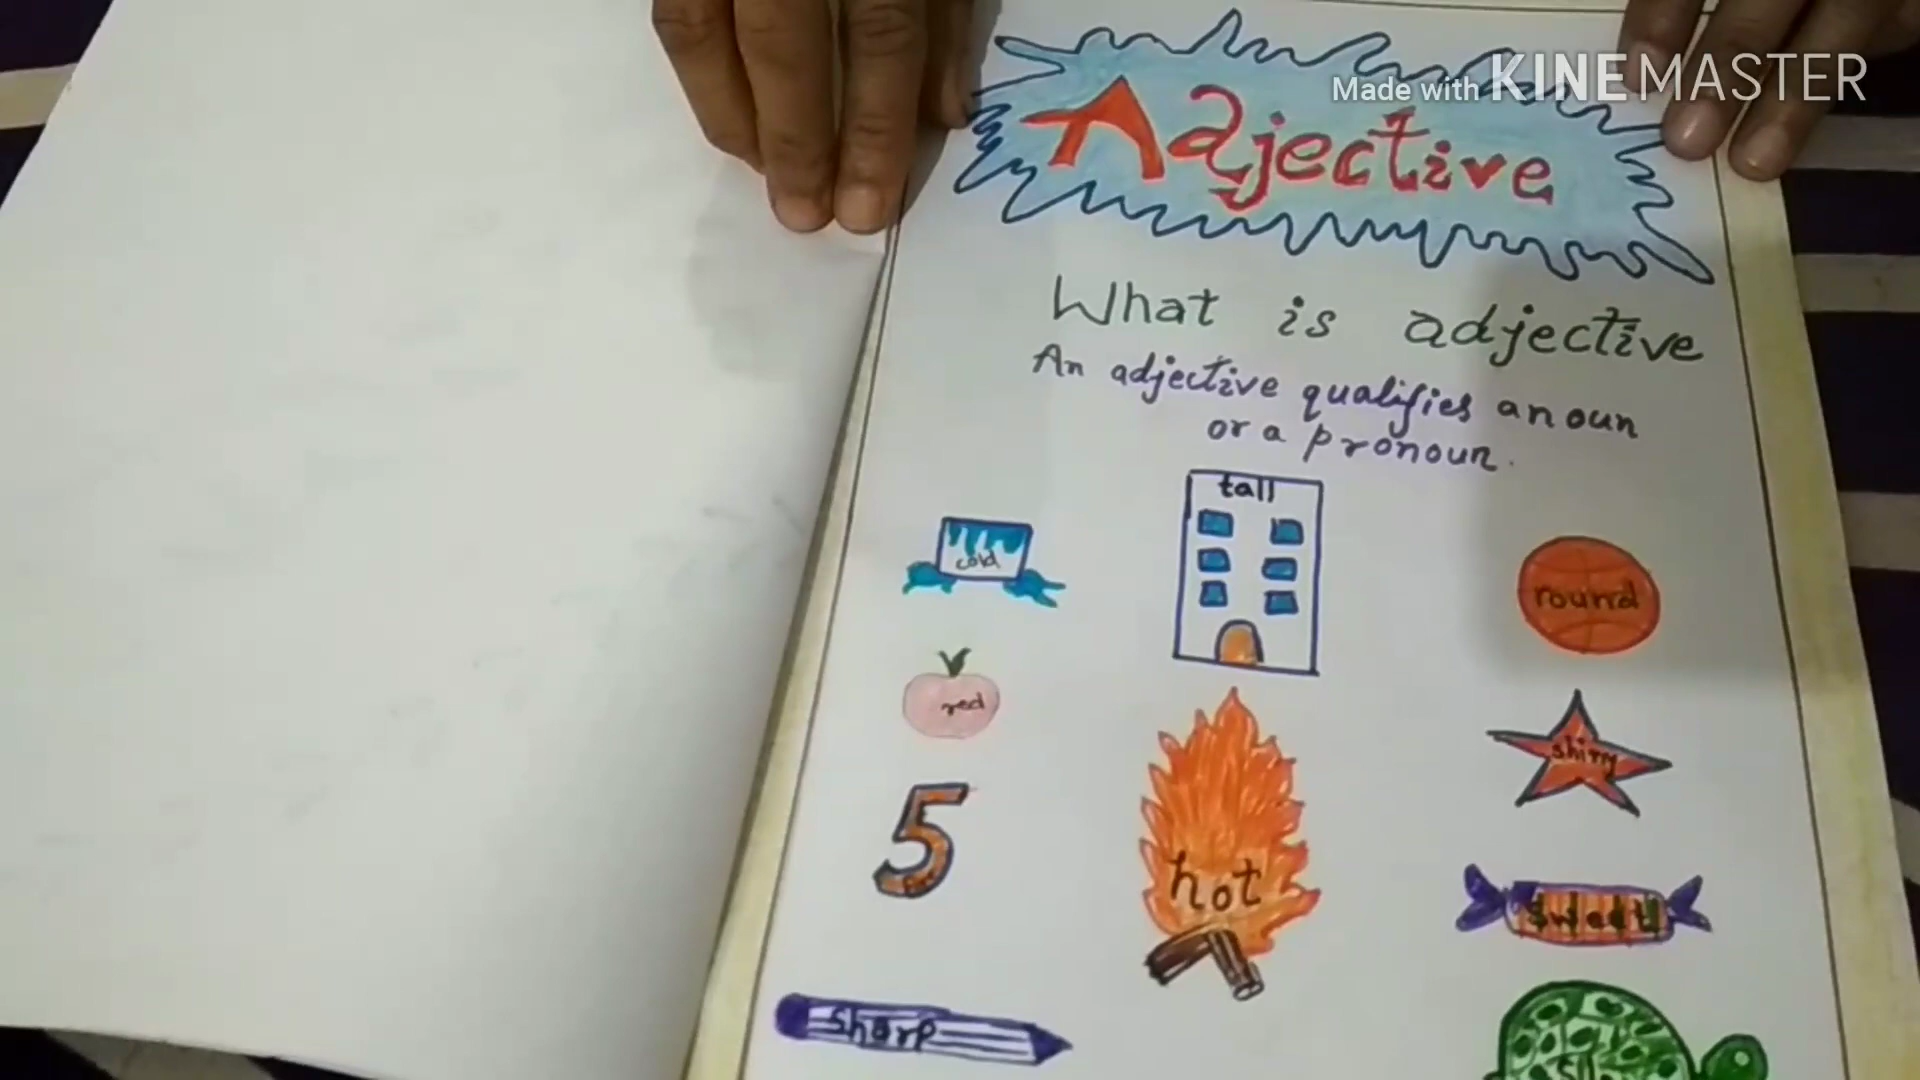 Made with KINEMASTER
Adjective
What is adjective
An adjective qualifies a noun
or a pronoun.
tall
cold
round
red
shiny
5
hot
sweet
sharp